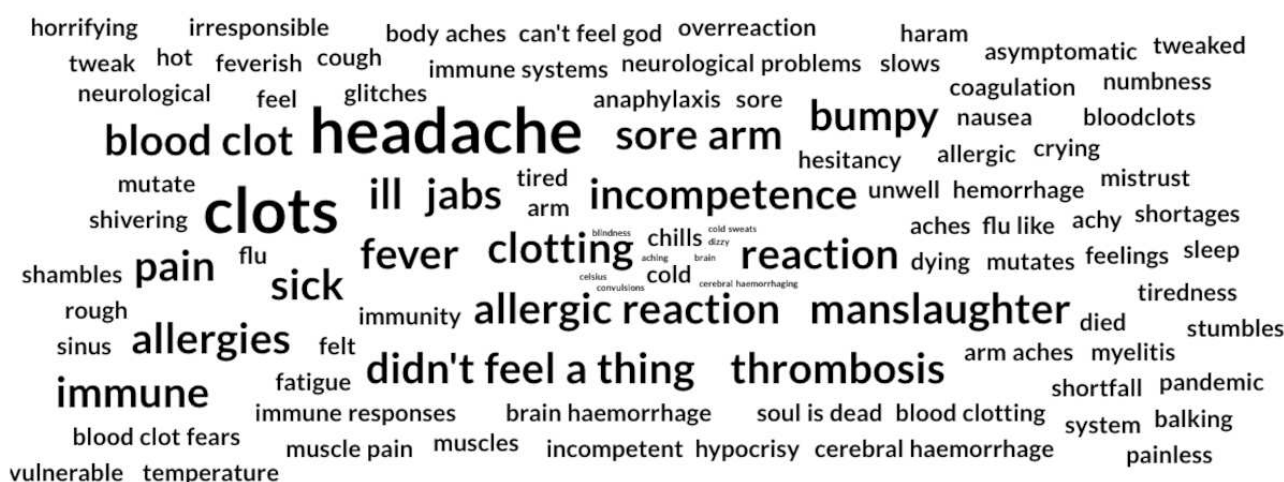 horrifying irresponsible body aches can't feel god overreaction haram
tweak hot feverish cough immune systems neurological problems slows asymptomatic tweaked
neurological feel glitches anaphylaxis sore coagulation numbness
blood clot headache sore arm bumpy nausea bloodclots
hesitancy allergic crying
mutate clots ill jabs tired incompetence unwell hemorrhage mistrust
shivering arm aches flu like achy shortages
flu fever clotting blindness chills cold sweats dizzy reaction dying mutates feelings sleep
shambles pain sick aching brain cold
celsius convulsions cerebral haemorrhaging
rough immunity allergic reaction manslaughter tiredness
sinus allergies felt died stumbles
didn't feel a thing thrombosis arm aches myelitis
immune fatigue shortfall pandemic
immune responses brain haemorrhage soul is dead blood clotting system balking
blood clot fears muscle pain muscles incompetent hypocrisy cerebral haemorrhage painless
vulnerable temperature